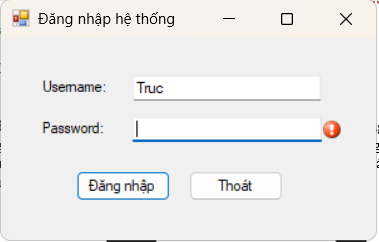 Đăng nhập hệ thống
Username: Truc
Password:
Đăng nhập Thoát